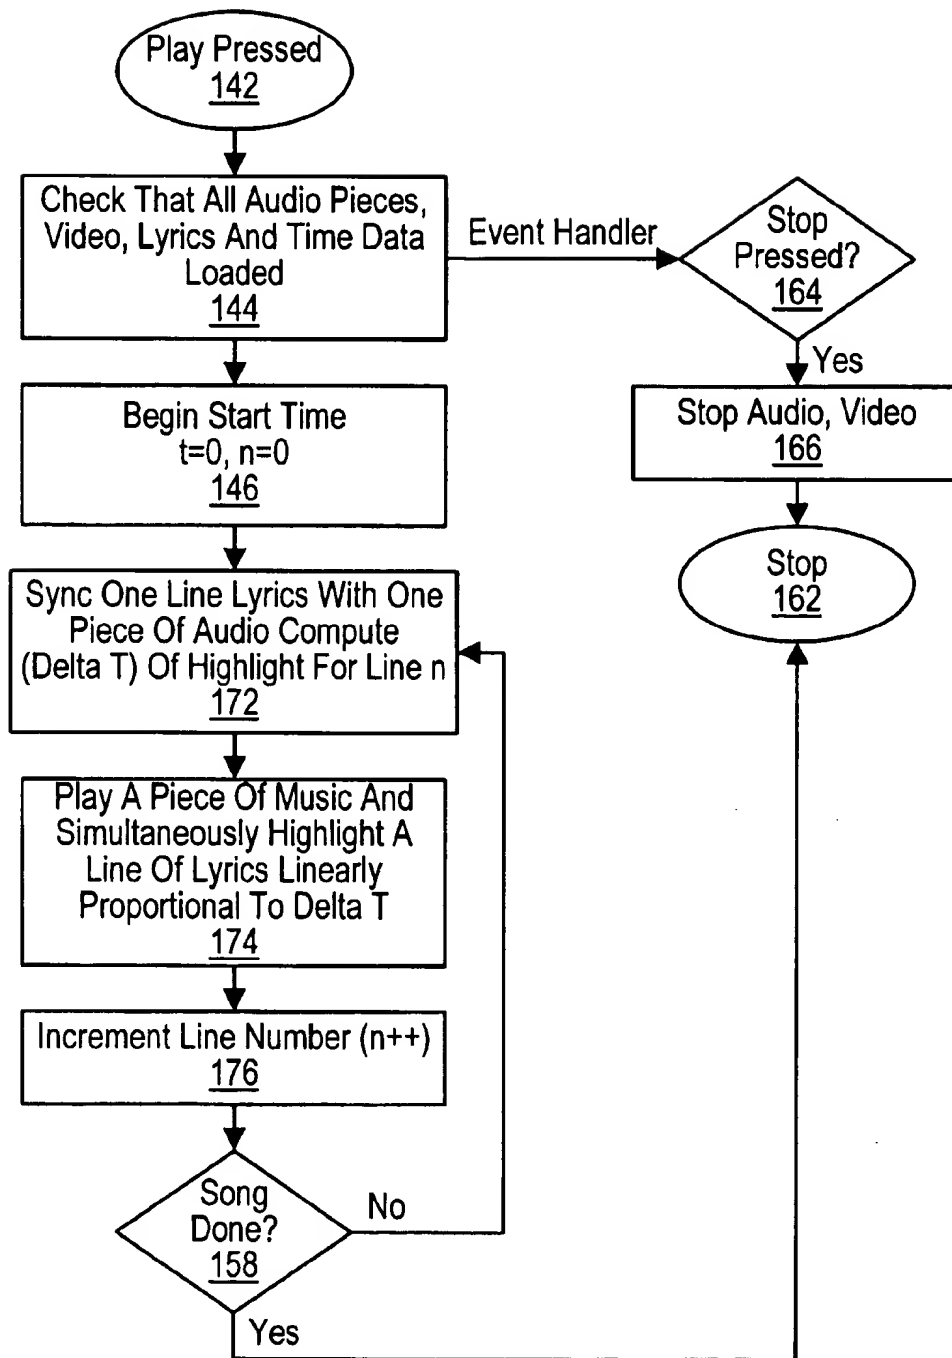 Play Pressed
142
Check That All Audio Pieces,
Video, Lyrics And Time Data
Loaded
144
Event Handler
Stop
Pressed?
164
Yes
Stop Audio, Video
166
Stop
162
Begin Start Time
t=0, n=0
146
Sync One Line Lyrics With One
Piece Of Audio Compute
(Delta T) Of Highlight For Line n
172
Play A Piece Of Music And
Simultaneously Highlight A
Line Of Lyrics Linearly
Proportional To Delta T
174
Increment Line Number (n++)
176
Song
Done?
158
No
Yes